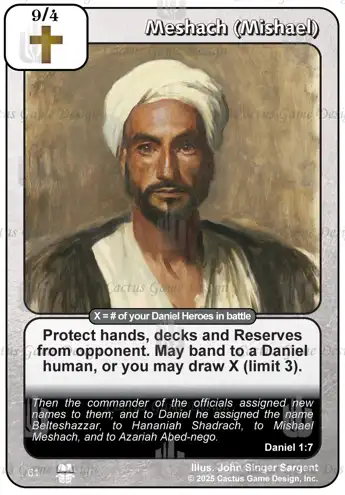 9/4
Meshach (Mishael)
X = # of your Daniel Heroes in battle
Protect hands, decks and Reserves
from opponent. May band to a Daniel
human, or you may draw X (limit 3).
Then the commander of the officials assigned new
names to them; and to Daniel he assigned the name
Belteshazzar, to Hananiah Shadrach, to Mishael
Meshach, and to Azariah Abed-nego.
Daniel 1:7
Illus. John Singer Sargent
© 2025 Cactus Game Design, Inc.